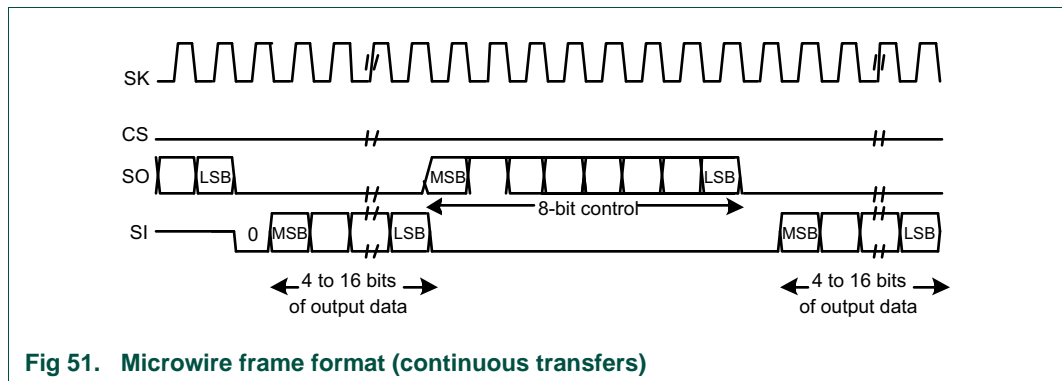 SK
CS
SO
LSB
MSB
LSB
8-bit control
SI
0
MSB
LSB
MSB
LSB
4 to 16 bits
of output data
4 to 16 bits
of output data
Fig 51. Microwire frame format (continuous transfers)